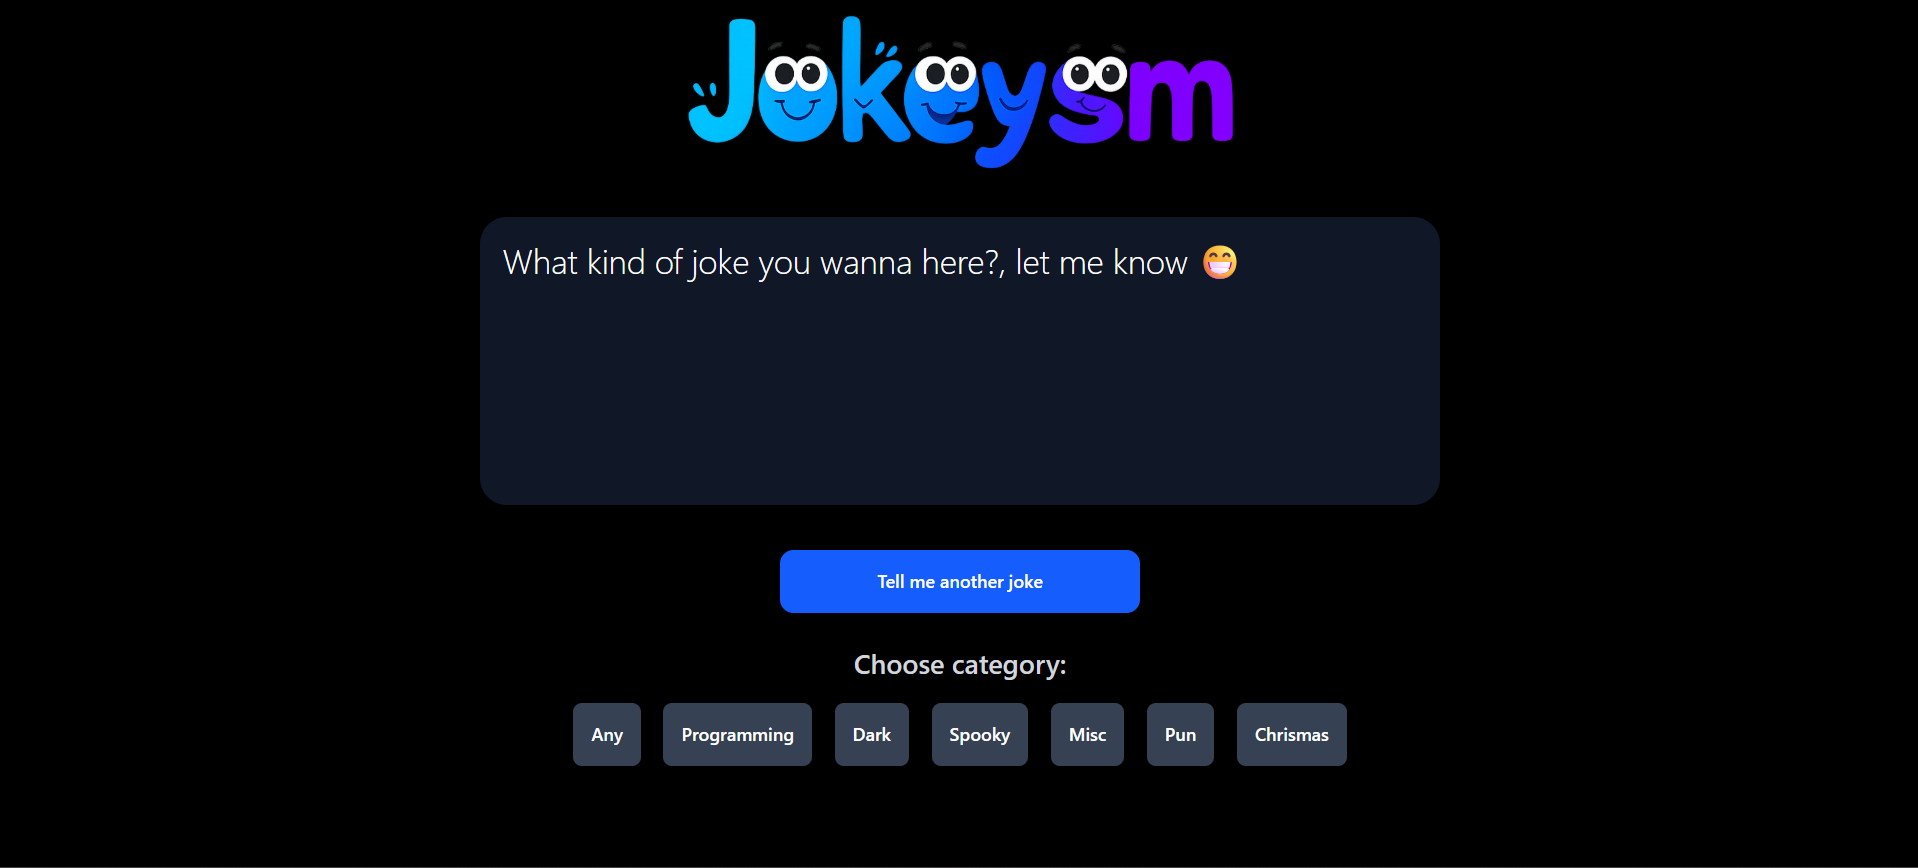 Jokeysm
What kind of joke you wanna here?, let me know 😁
Tell me another joke
Choose category:
Any Programming Dark Spooky Misc Pun Chrismas